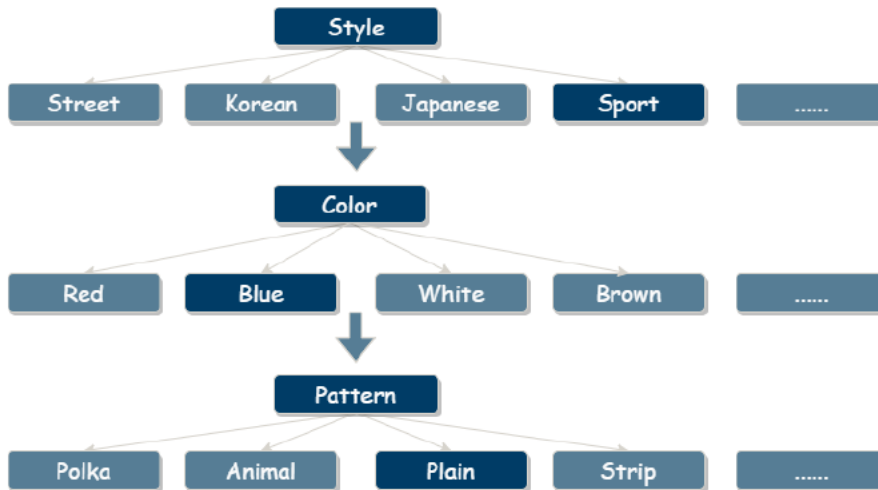 Style
Street Korean Japanese Sport ......
Color
Red Blue White Brown ......
Pattern
Polka Animal Plain Strip ......